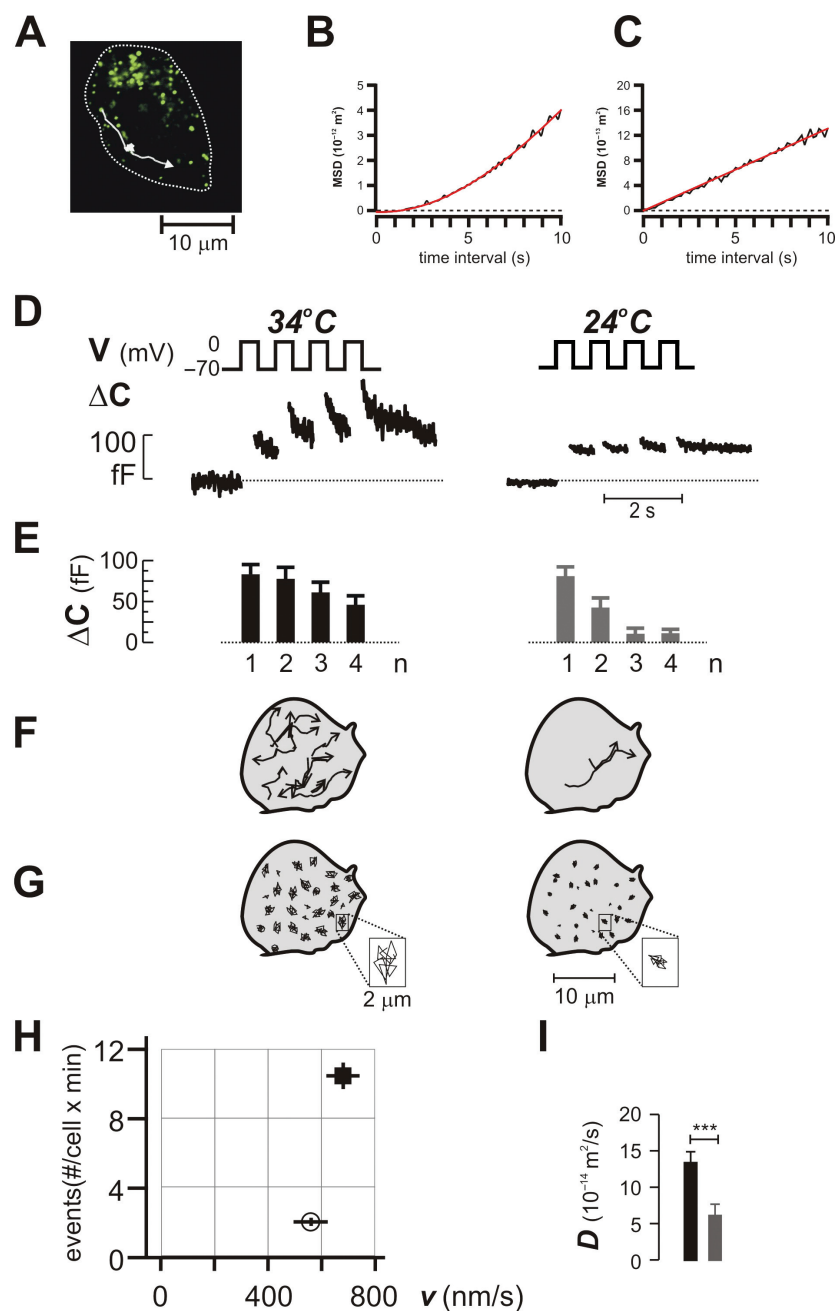 A
10 μm
B
MSD (10⁻¹² m²)
5
4
3
2
1
0
0 5 10
time interval (s)
C
MSD (10⁻¹³ m²)
20
16
12
8
4
0
0 5 10
time interval (s)
D
34°C
24°C
V (mV)
0
−70
ΔC
100
fF
2 s
E
ΔC (fF)
100
50
0
1 2 3 4 n
1 2 3 4 n
F
G
2 μm
10 μm
H
events(#/cell x min)
12
8
4
0
0 400 800
v (nm/s)
I
D (10⁻¹⁴ m²/s)
20
15
10
5
0
***